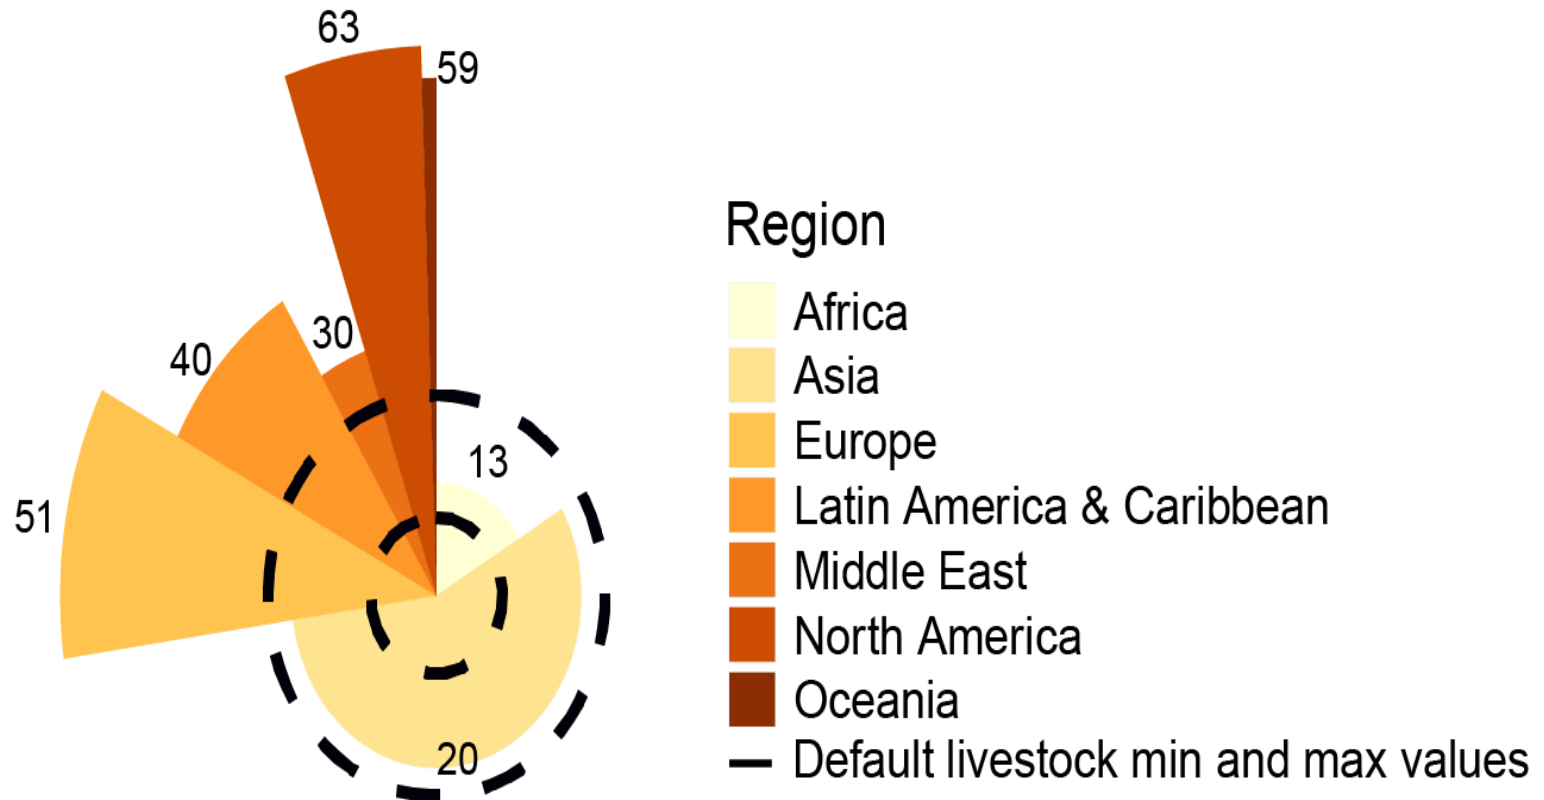 63
59
30
40
13
51
20
Region
Africa
Asia
Europe
Latin America & Caribbean
Middle East
North America
Oceania
Default livestock min and max values